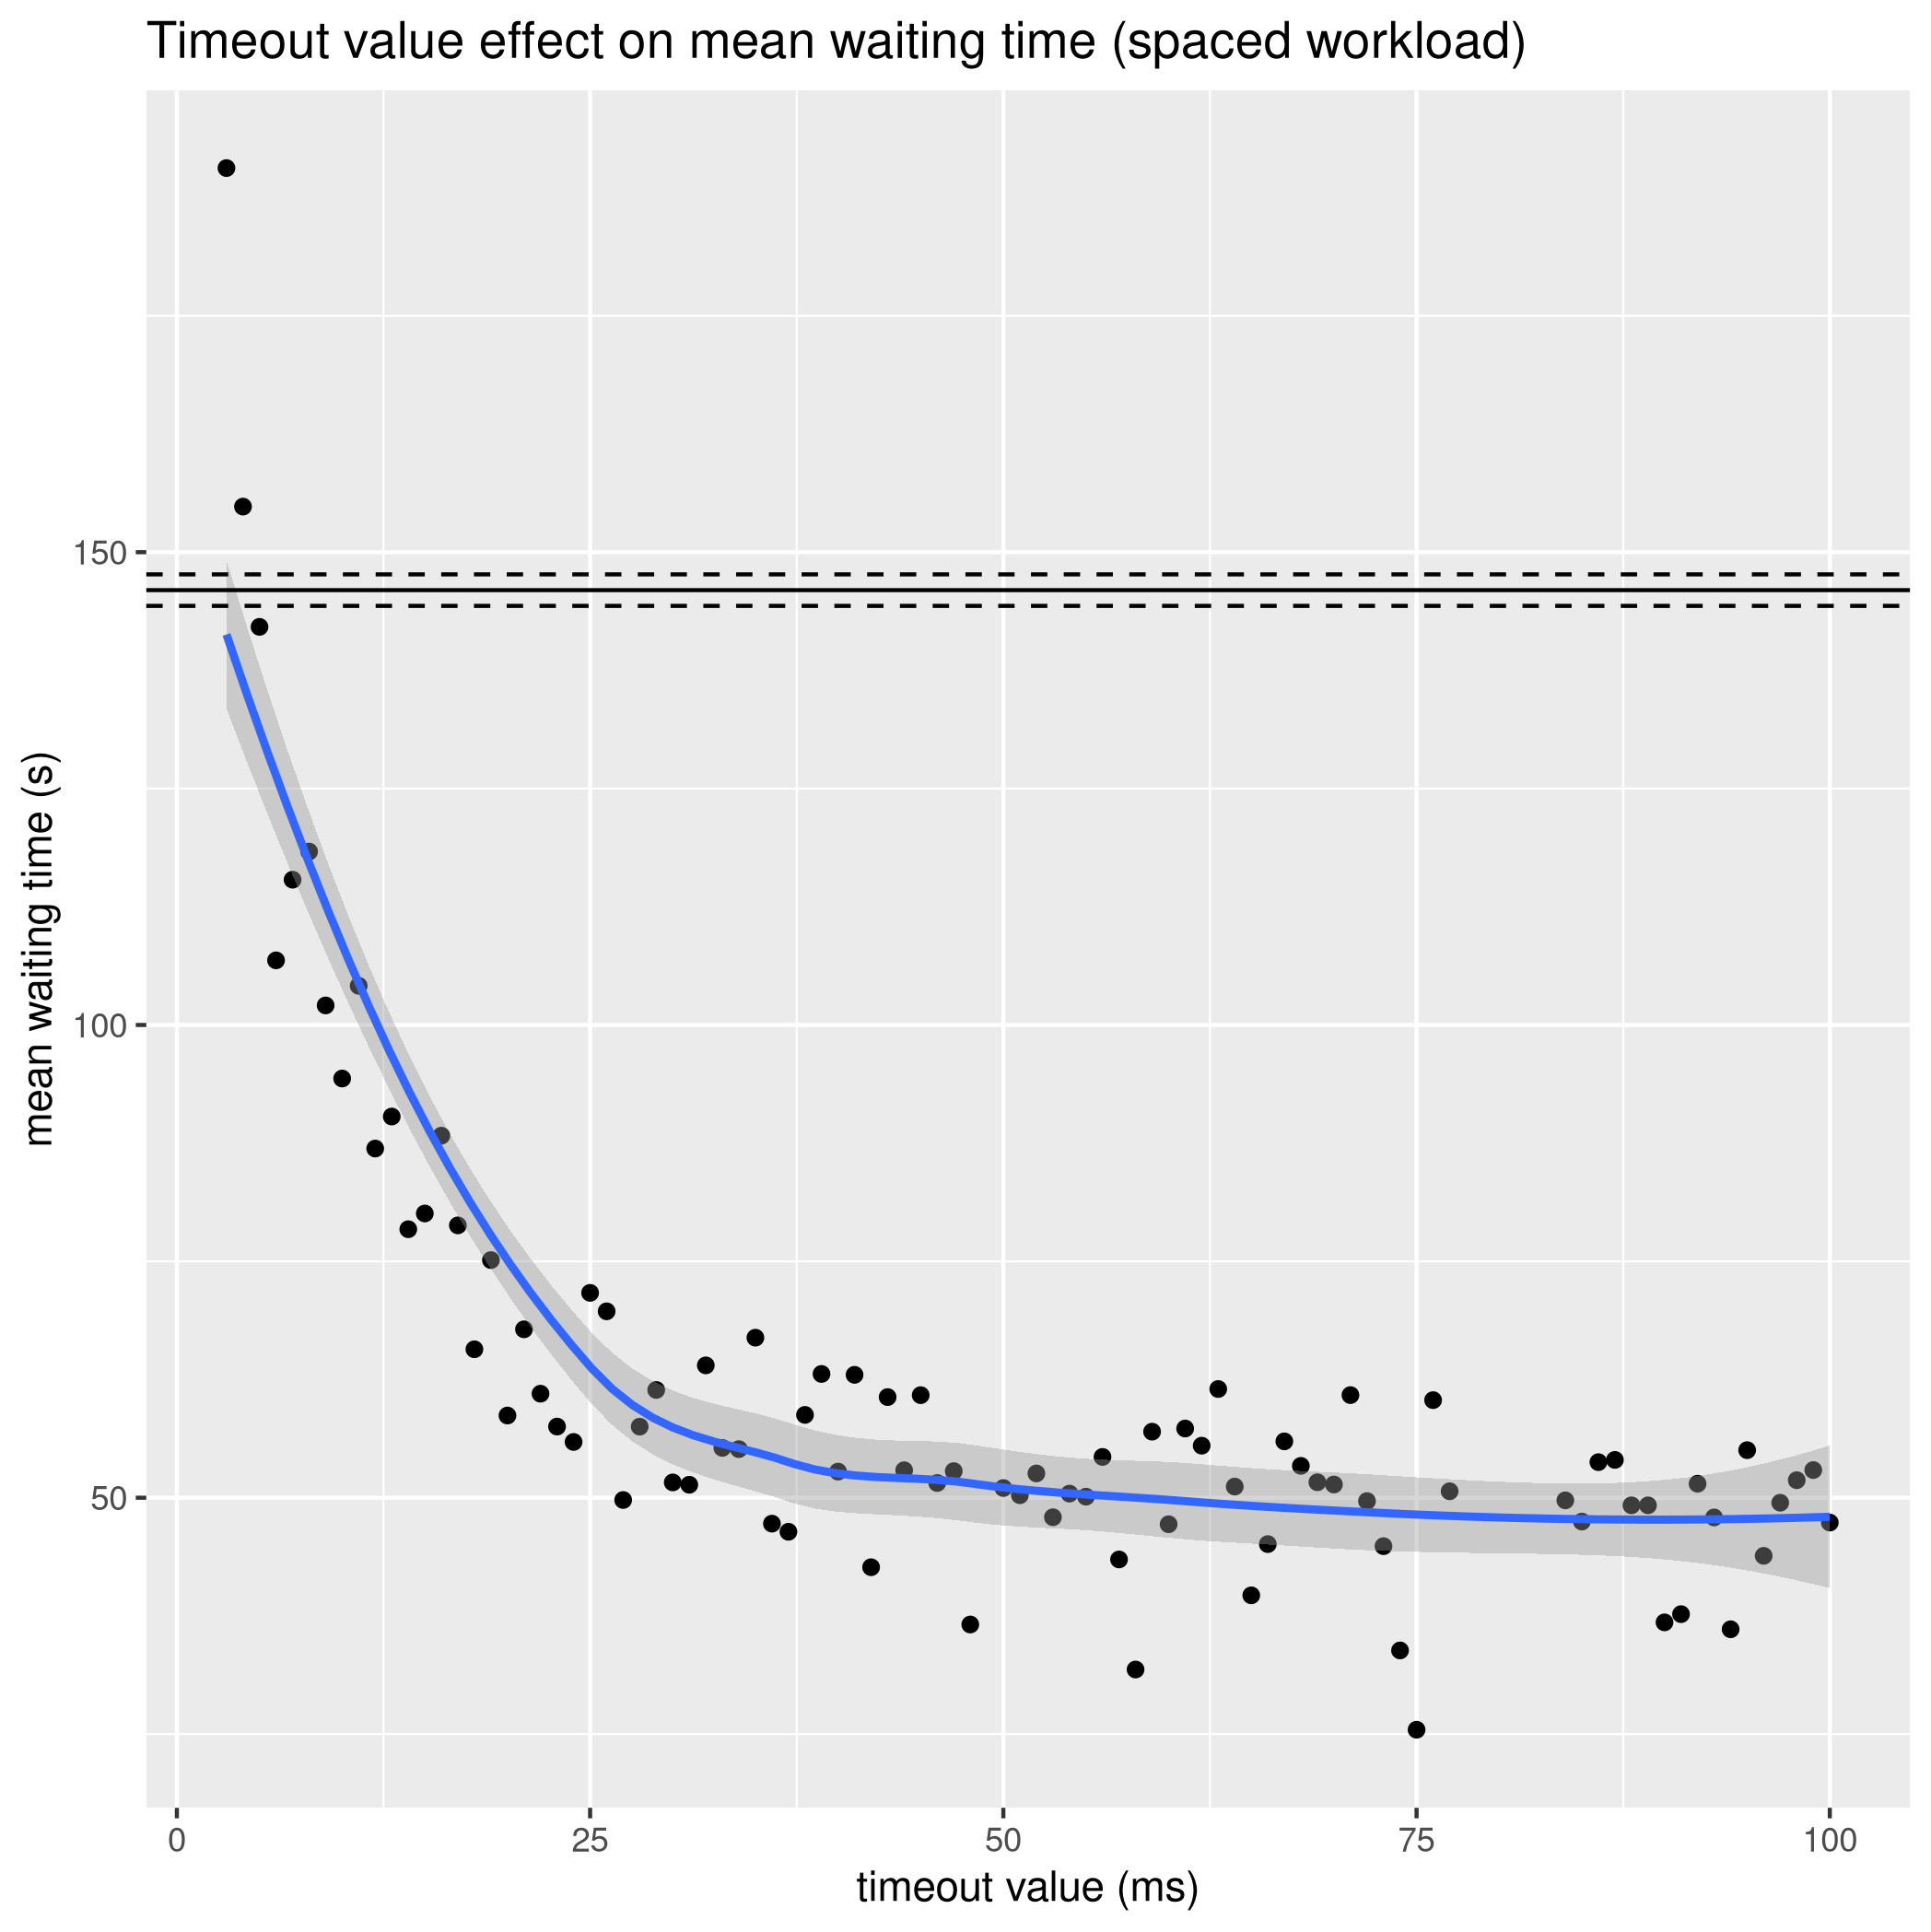 Timeout value effect on mean waiting time (spaced workload)
mean waiting time (s)
150
100
50
0 25 50 75 100
timeout value (ms)